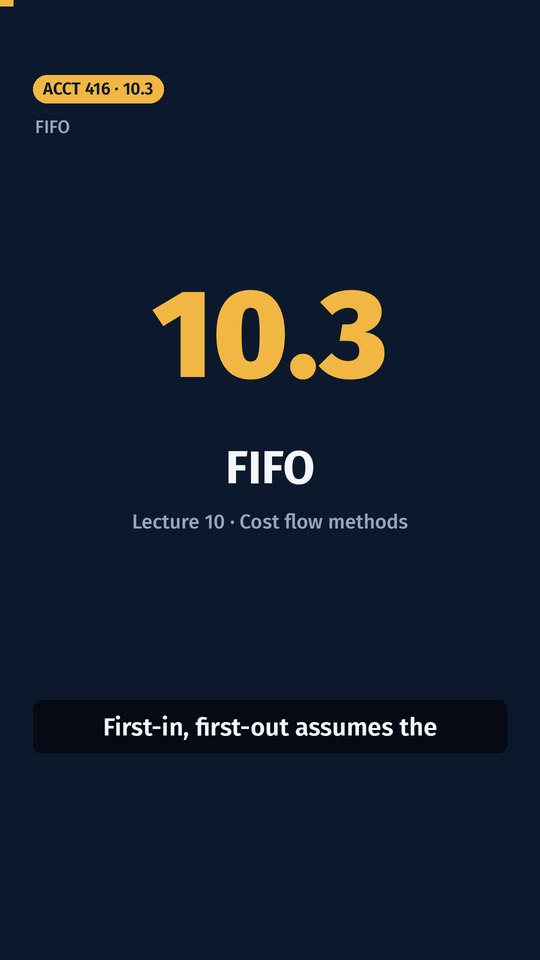 ACCT 416 · 10.3
FIFO
10.3
FIFO
Lecture 10 · Cost flow methods
First-in, first-out assumes the